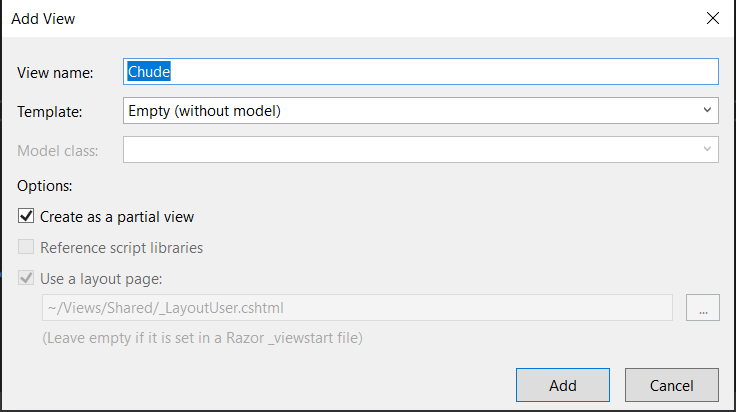 Add View
View name: Chude
Template: Empty (without model)
Model class:
Options:
Create as a partial view
Reference script libraries
Use a layout page:
~/Views/Shared/_LayoutUser.cshtml ...
(Leave empty if it is set in a Razor _viewstart file)
Add Cancel